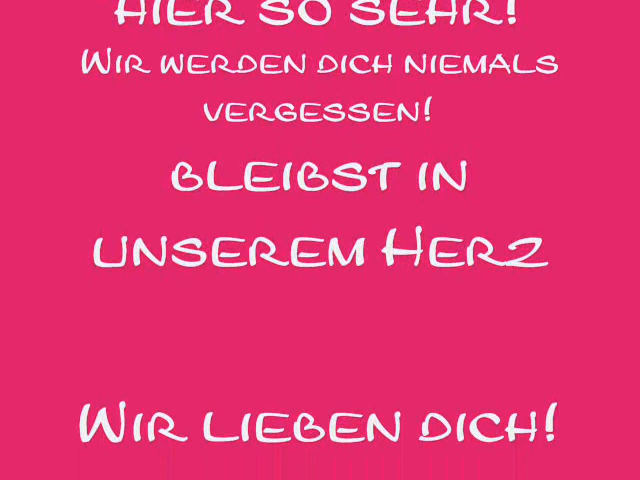 HIER SO SEHR!
WIR WERDEN DICH NIEMALS
VERGESSEN!
BLEIBST IN
UNSEREM HERZ
WIR LIEBEN DICH!